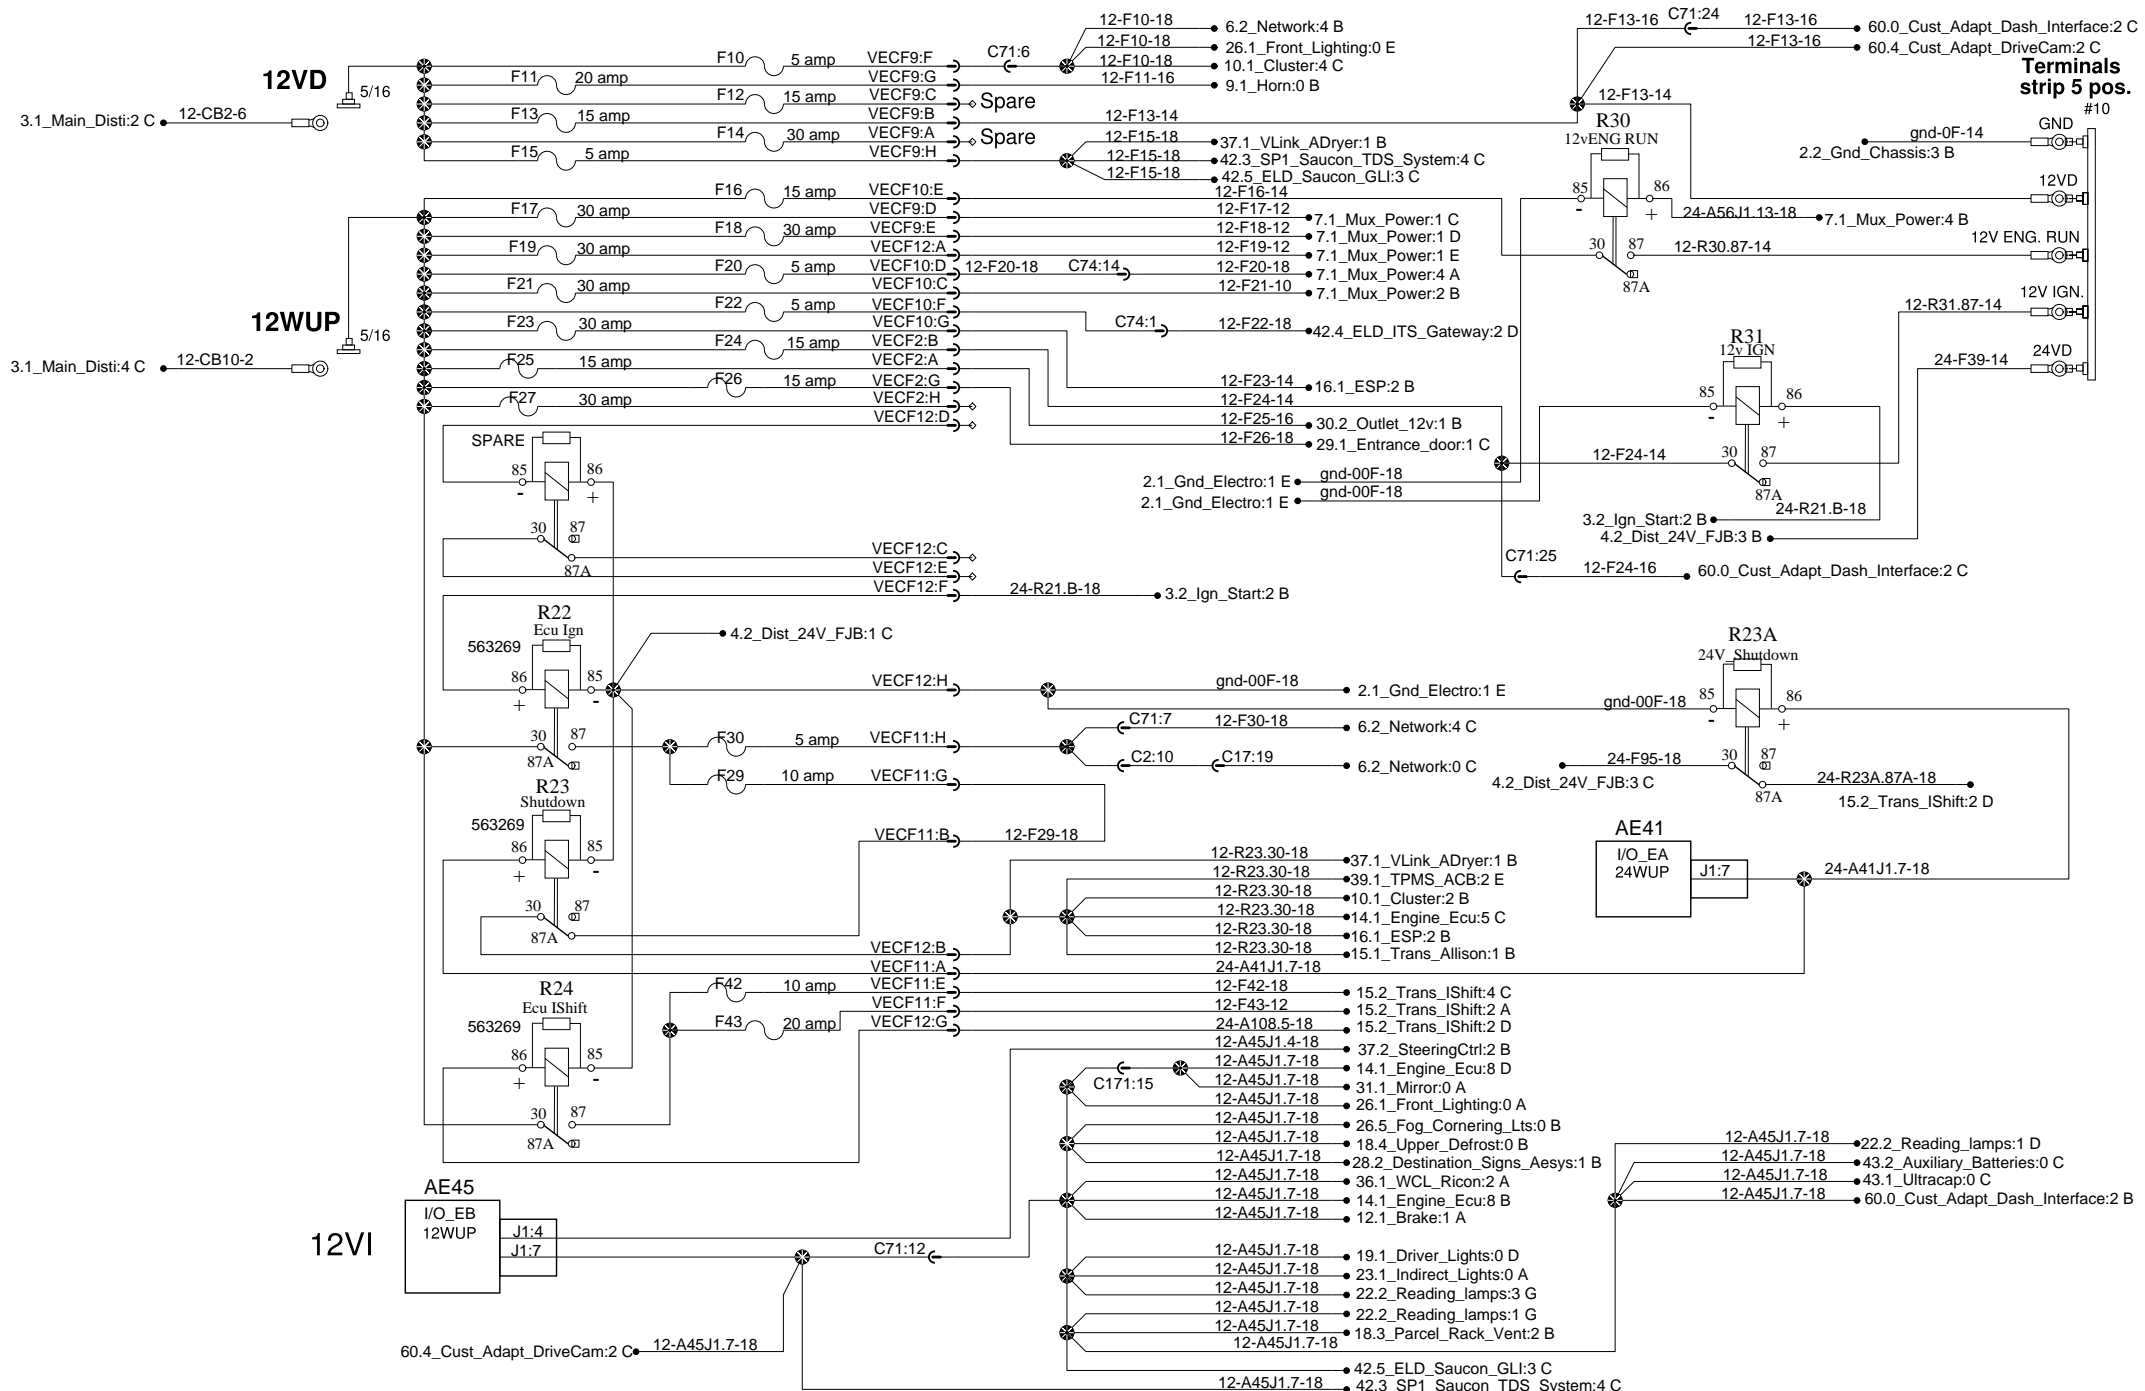 12-F10-18 6.2_Network:4 B
12-F13-16 C71:24 12-F13-16 60.0_Cust_Adapt_Dash_Interface:2 C
12-F10-18 26.1_Front_Lighting:0 E
12-F13-16 60.4_Cust_Adapt_DriveCam:2 C
F10 5 amp VECF9:F C71:6 12-F10-18 10.1_Cluster:4 C
Terminals
strip 5 pos.
#10
12VD
5/16
F11 20 amp VECF9:G 12-F11-16 9.1_Horn:0 B
F12 15 amp VECF9:C Spare
12-F13-14
3.1_Main_Disti:2 C 12-CB2-6
F13 15 amp VECF9:B 12-F13-14
R30
12vENG RUN
GND
gnd-0F-14
2.2_Gnd_Chassis:3 B
F14 30 amp VECF9:A Spare
12-F15-18 37.1_VLink_ADryer:1 B
F15 5 amp VECF9:H 12-F15-18 42.3_SP1_Saucon_TDS_System:4 C
12-F15-18 42.5_ELD_Saucon_GLI:3 C
F16 15 amp VECF10:E 12-F16-14
85 86
- +
12VD
F17 30 amp VECF9:D 12-F17-12 7.1_Mux_Power:1 C
24-A56J1.13-18 7.1_Mux_Power:4 B
F18 30 amp VECF9:E 12-F18-12 7.1_Mux_Power:1 D
F19 30 amp VECF12:A 12-F19-12 7.1_Mux_Power:1 E
30 87 12-R30.87-14 12V ENG. RUN
87A
F20 5 amp VECF10:D 12-F20-18 C74:14 12-F20-18 7.1_Mux_Power:4 A
F21 30 amp VECF10:C 12-F21-10 7.1_Mux_Power:2 B
F22 5 amp VECF10:F
12V IGN.
12-R31.87-14
12WUP
5/16
F23 30 amp VECF10:G C74:1 12-F22-18 42.4_ELD_ITS_Gateway:2 D
F24 15 amp VECF2:B
R31
12v IGN
24VD
24-F39-14
3.1_Main_Disti:4 C 12-CB10-2
F25 15 amp VECF2:A
F26 15 amp VECF2:G 12-F23-14 16.1_ESP:2 B
F27 30 amp VECF2:H 12-F24-14
85 86
- +
VECF12:D 12-F25-16 30.2_Outlet_12v:1 B
12-F26-18 29.1_Entrance_door:1 C
SPARE
85 86
- +
12-F24-14 30 87
87A
2.1_Gnd_Electro:1 E gnd-00F-18
2.1_Gnd_Electro:1 E gnd-00F-18
24-R21.B-18
3.2_Ign_Start:2 B
4.2_Dist_24V_FJB:3 B
30 87
87A
VECF12:C
VECF12:E
C71:25
12-F24-16 60.0_Cust_Adapt_Dash_Interface:2 C
VECF12:F 24-R21.B-18 3.2_Ign_Start:2 B
R22
Ecu Ign
563269
4.2_Dist_24V_FJB:1 C
R23A
24V_Shutdown
86 85
+ -
VECF12:H gnd-00F-18 2.1_Gnd_Electro:1 E
gnd-00F-18 85 86
- +
C71:7 12-F30-18 6.2_Network:4 C
30 87
87A
F30 5 amp VECF11:H
C2:10 C17:19 6.2_Network:0 C
24-F95-18 30 87
87A
4.2_Dist_24V_FJB:3 C
24-R23A.87A-18
15.2_Trans_IShift:2 D
F29 10 amp VECF11:G
R23
Shutdown
563269
VECF11:B 12-F29-18
86 85
+ -
AE41
I/O_EA
24WUP
J1:7
24-A41J1.7-18
12-R23.30-18 37.1_VLink_ADryer:1 B
12-R23.30-18 39.1_TPMS_ACB:2 E
12-R23.30-18 10.1_Cluster:2 B
12-R23.30-18 14.1_Engine_Ecu:5 C
12-R23.30-18 16.1_ESP:2 B
12-R23.30-18 15.1_Trans_Allison:1 B
30 87
87A
VECF12:B
VECF11:A 24-A41J1.7-18
R24
Ecu IShift
563269
F42 10 amp VECF11:E 12-F42-18 15.2_Trans_IShift:4 C
F43 20 amp VECF11:F 12-F43-12 15.2_Trans_IShift:2 A
VECF12:G 24-A108.5-18 15.2_Trans_IShift:2 D
12-A45J1.4-18 37.2_SteeringCtrl:2 B
86 85
+ -
C171:15
12-A45J1.7-18 14.1_Engine_Ecu:8 D
12-A45J1.7-18 31.1_Mirror:0 A
12-A45J1.7-18 26.1_Front_Lighting:0 A
30 87
87A
12-A45J1.7-18 26.5_Fog_Cornering_Lts:0 B
12-A45J1.7-18 18.4_Upper_Defrost:0 B
12-A45J1.7-18 28.2_Destination_Signs_Aesys:1 B
12-A45J1.7-18 36.1_WCL_Ricon:2 A
12-A45J1.7-18 14.1_Engine_Ecu:8 B
12-A45J1.7-18 12.1_Brake:1 A
12-A45J1.7-18 22.2_Reading_lamps:1 D
12-A45J1.7-18 43.2_Auxiliary_Batteries:0 C
12-A45J1.7-18 43.1_Ultracap:0 C
12-A45J1.7-18 60.0_Cust_Adapt_Dash_Interface:2 B
12VI
AE45
I/O_EB
12WUP
J1:4
J1:7
C71:12
12-A45J1.7-18 19.1_Driver_Lights:0 D
12-A45J1.7-18 23.1_Indirect_Lights:0 A
12-A45J1.7-18 22.2_Reading_lamps:3 G
12-A45J1.7-18 22.2_Reading_lamps:1 G
12-A45J1.7-18 18.3_Parcel_Rack_Vent:2 B
12-A45J1.7-18
60.4_Cust_Adapt_DriveCam:2 C 12-A45J1.7-18
42.5_ELD_Saucon_GLI:3 C
12-A45J1.7-18 42.3_SP1_Saucon_TDS_System:4 C